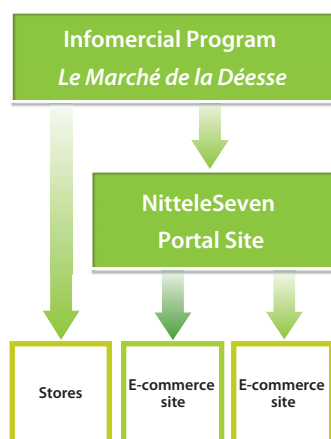 Infomercial Program
Le Marché de la Déesse
NitteleSeven
Portal Site
Stores
E-commerce
site
E-commerce
site